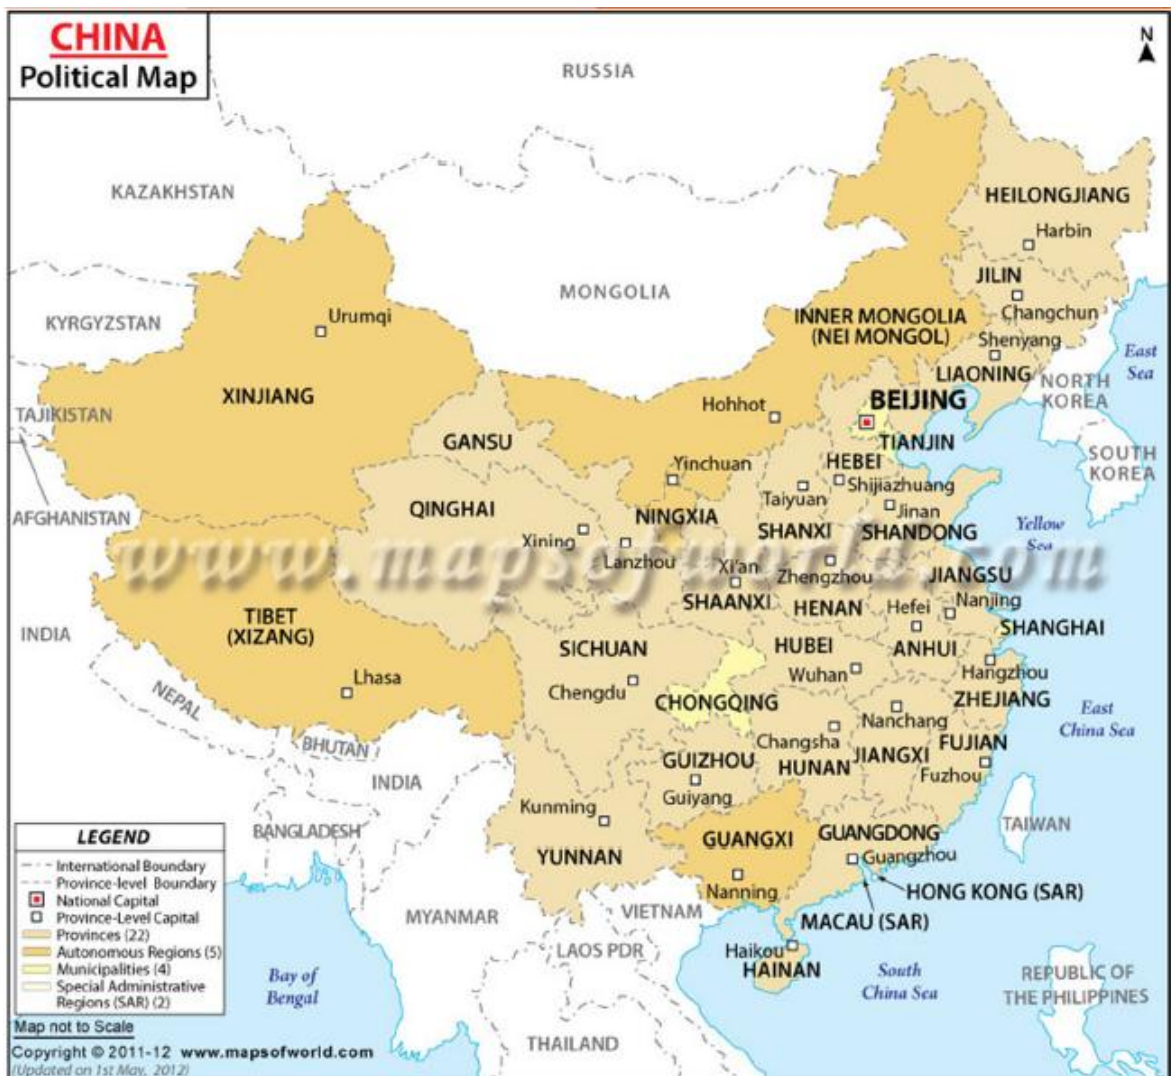 CHINA
Political Map
N
RUSSIA
KAZAKHSTAN
HEILONGJIANG
Harbin
JILIN
MONGOLIA
Changchun
KYRGYZSTAN
Urumqi
INNER MONGOLIA
(NEI MONGOL)
Shenyang
East
Sea
LIAONING
NORTH
KOREA
XINJIANG
BEIJING
TAJIKISTAN
Hohhot
GANSU
TIANJIN
SOUTH
KOREA
Yinchuan
HEBEI
Shijiazhuang
Taiyuan
QINGHAI
AFGHANISTAN
NINGXIA
Jinan
SHANXI
SHANDONG
Yellow
Sea
Xining
Lanzhou
www.mapsofworld.com
Xi'an
Zhengzhou
JIANGSU
SHAANXI
HENAN
Hefei
Nanjing
TIBET
(XIZANG)
INDIA
SHANGHAI
SICHUAN
HUBEI
ANHUI
Wuhan
Hangzhou
Lhasa
Chengdu
NEPAL
CHONGQING
ZHEJIANG
East
China Sea
Nanchang
BHUTAN
Changsha
FUJIAN
GUIZHOU
HUNAN
JIANGXI
Fuzhou
INDIA
Guiyang
Kunming
BANGLADESH
TAIWAN
GUANGXI
GUANGDONG
YUNNAN
Guangzhou
Nanning
HONG KONG (SAR)
MYANMAR
VIETNAM
MACAU (SAR)
LAOS PDR
Haikou
HAINAN
Bay of
Bengal
South
China Sea
REPUBLIC OF
THE PHILIPPINES
THAILAND
LEGEND
International Boundary
Province-level Boundary
National Capital
Province-Level Capital
Provinces (22)
Autonomous Regions (5)
Municipalities (4)
Special Administrative
Regions (SAR) (2)
Map not to Scale
Copyright © 2011-12 www.mapsofworld.com
(Updated on 1st May, 2012)